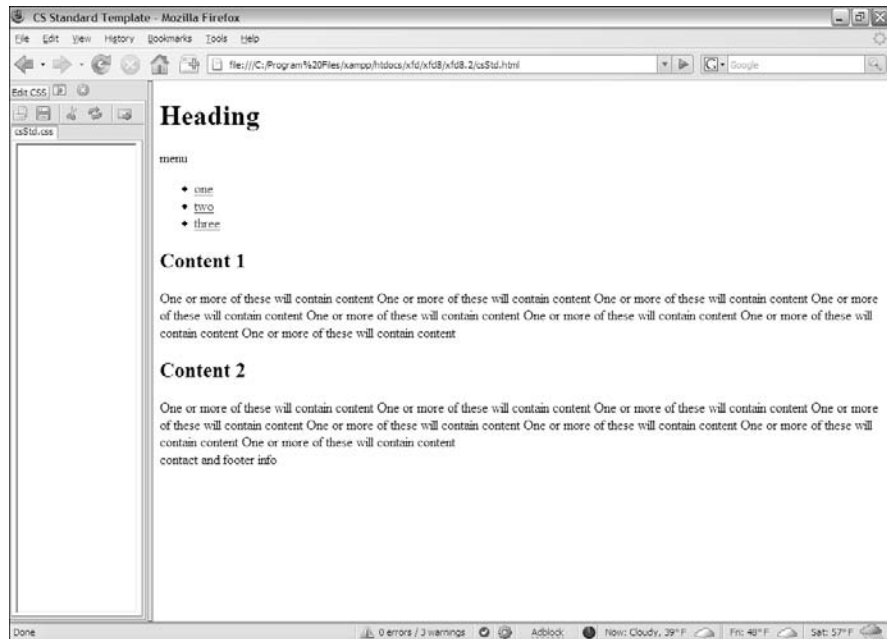 CS Standard Template - Mozilla Firefox
File Edit View History Bookmarks Tools Help
file:///C:/Program%20Files/xampp/htdocs/xfd/xfd8/xfd8.2/csStd.html
Google
Edit CSS
csStd.css
Heading
menu
one
two
three
Content 1
One or more of these will contain content One or more of these will contain content One or more of these will contain content One or more
of these will contain content One or more of these will contain content One or more of these will contain content One or more of these will
contain content One or more of these will contain content
Content 2
One or more of these will contain content One or more of these will contain content One or more of these will contain content One or more
of these will contain content One or more of these will contain content One or more of these will contain content One or more of these will
contain content One or more of these will contain content
contact and footer info
Done 0 errors / 3 warnings Adblock Now: Cloudy, 39°F Fri: 48°F Sat: 57°F